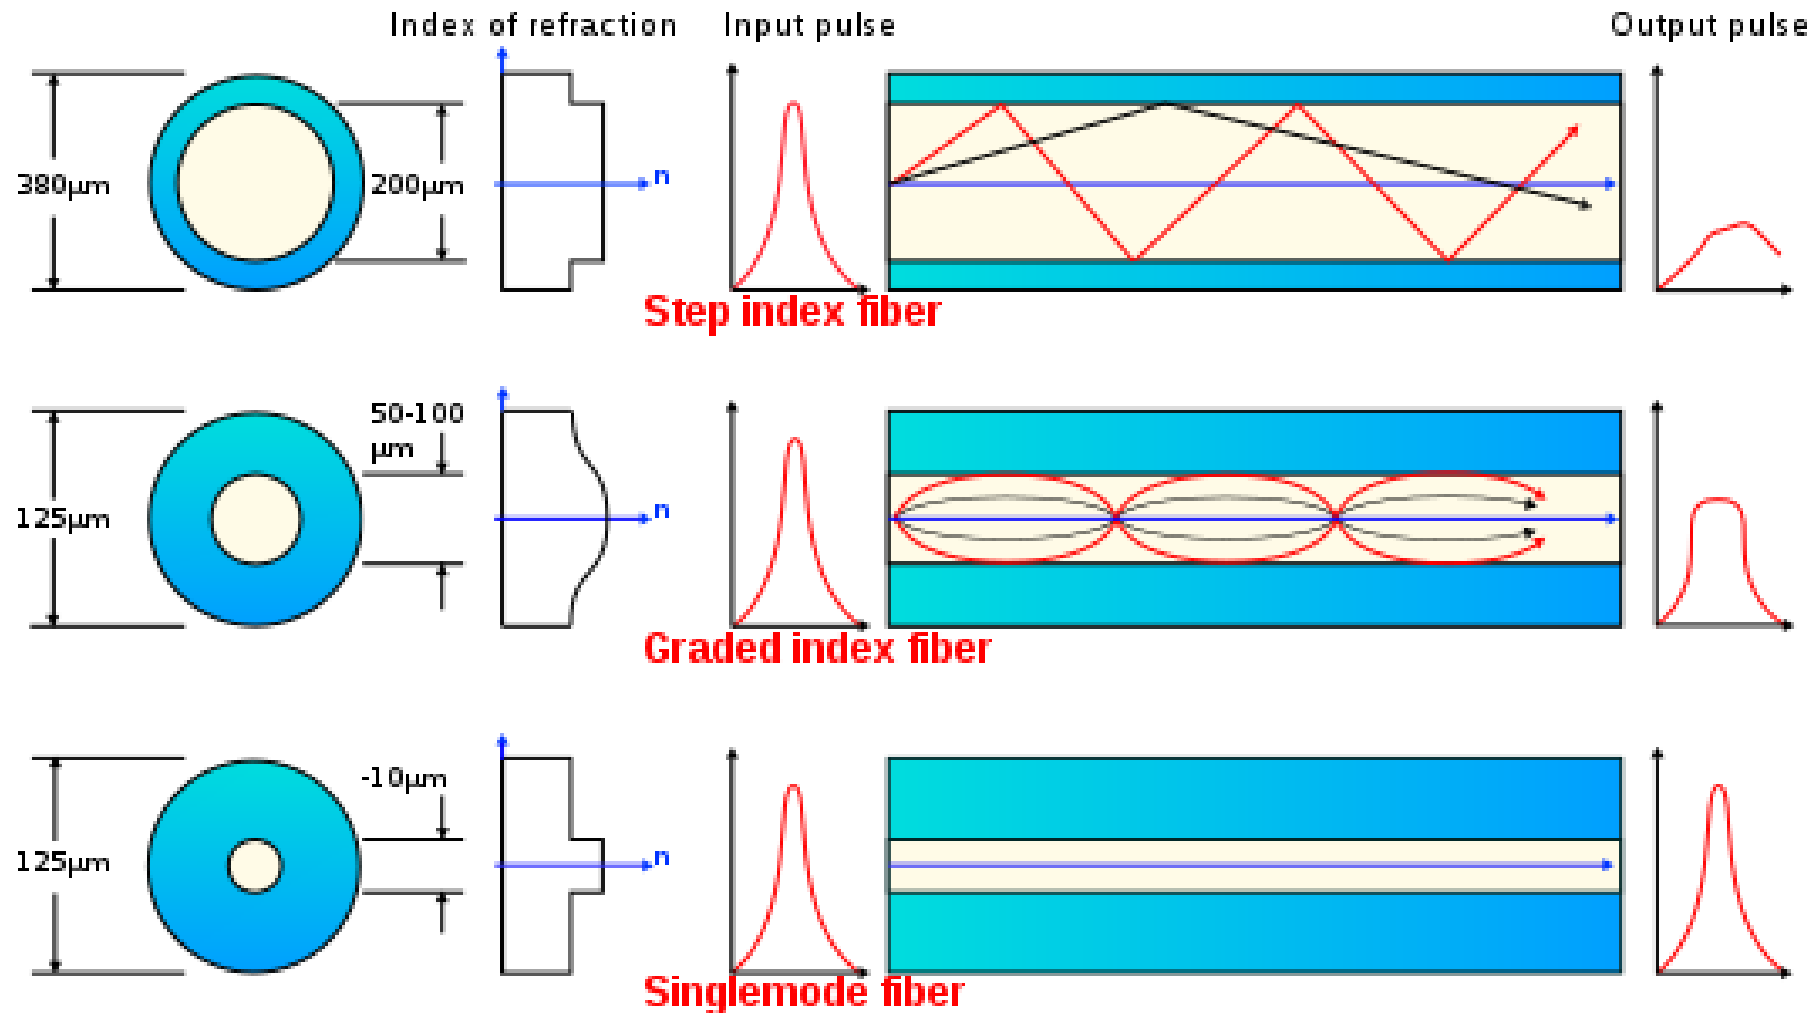 Index of refraction
Input pulse
Output pulse
380µm
200µm
n
Step index fiber
50-100
µm
125µm
n
Graded index fiber
-10µm
125µm
n
Singlemode fiber